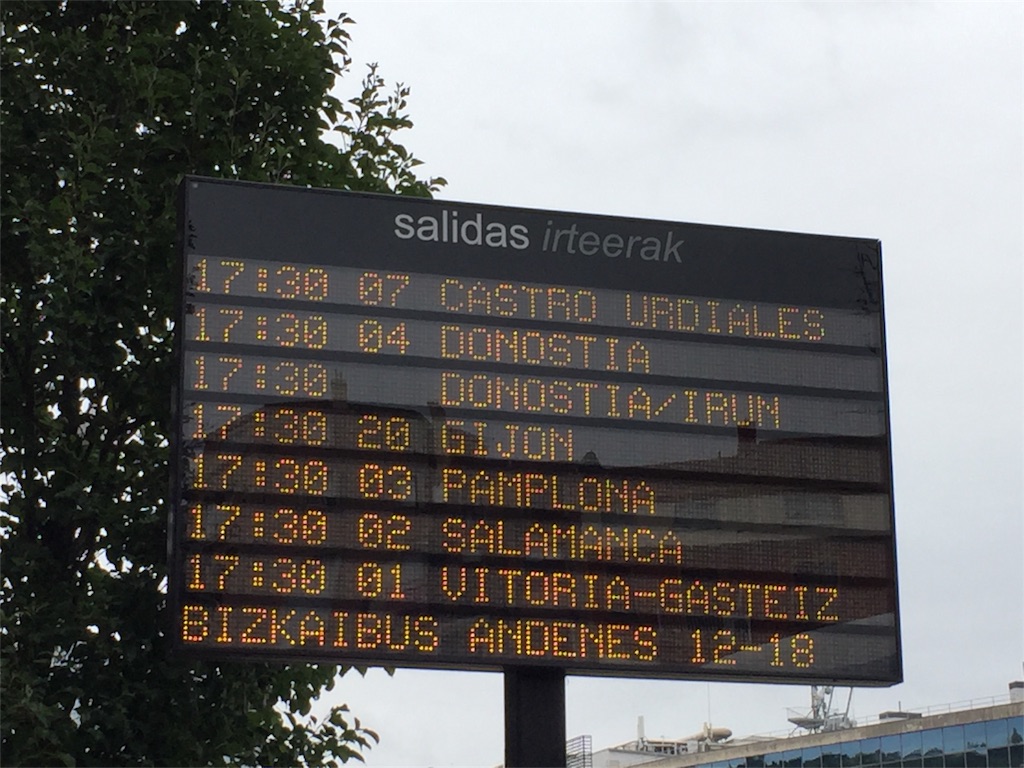 salidas irteerak
17:30 07 CASTRO URDIALES
17:30 04 DONOSTIA
17:30 DONOSTIA/IRUN
17:30 20 GIJON
17:30 03 PAMPLONA
17:30 02 SALAMANCA
17:30 01 VITORIA-GASTEIZ
BIZKAIBUS ANDENES 12-18